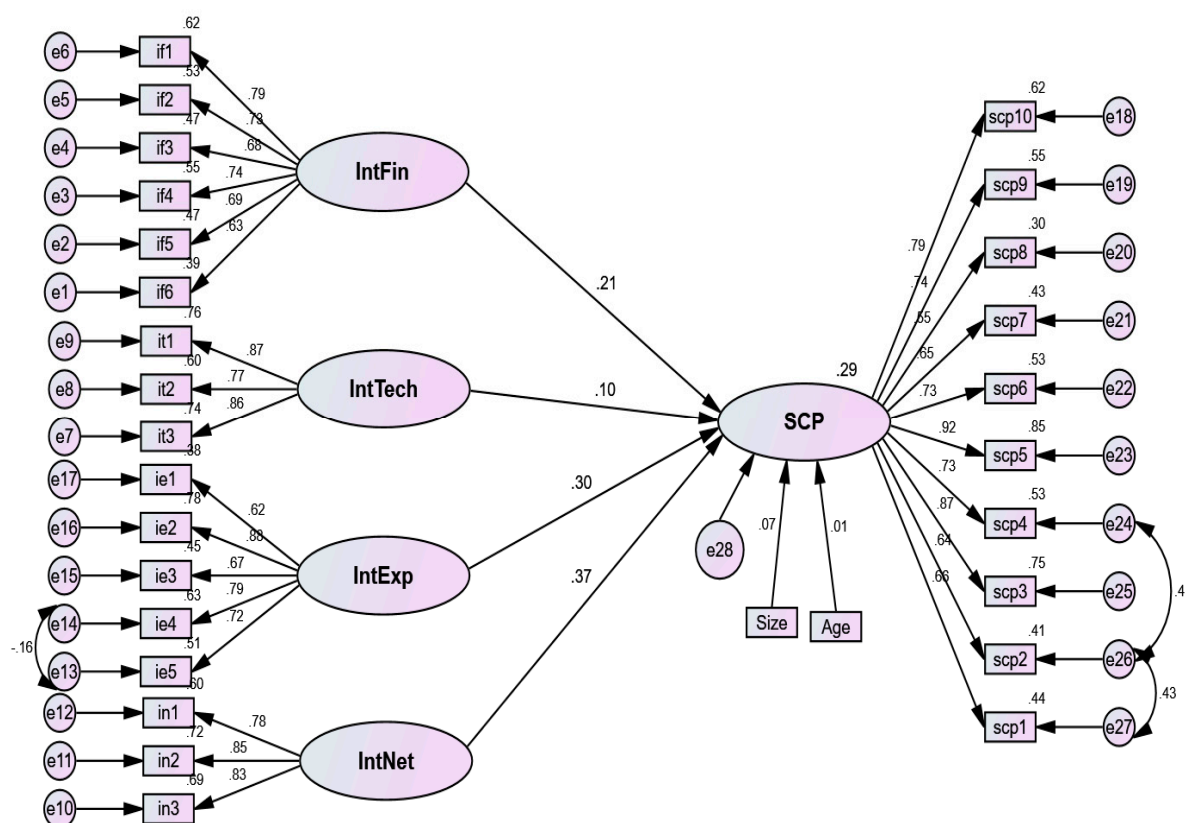 .62
e6 if1
.53
e5 if2
.47
e4 if3
.55
e3 if4
.47
e2 if5
.39
e1 if6
.79
.73
.68
.74
.69
.63
IntFin
.76
e9 it1
.60
e8 it2
.74
e7 it3
.87
.77
.86
IntTech
.38
e17 ie1
.78
e16 ie2
.45
e15 ie3
.63
e14 ie4
.51
e13 ie5
-.16
.62
.88
.67
.79
.72
IntExp
.60
e12 in1
.72
e11 in2
.69
e10 in3
.78
.85
.83
IntNet
.21
.10
.30
.37
.29
SCP
e28
.07
.01
Size
Age
.79
.74
.55
.65
.73
.92
.73
.87
.64
.66
.62
scp10 e18
.55
scp9 e19
.30
scp8 e20
.43
scp7 e21
.53
scp6 e22
.85
scp5 e23
.53
scp4 e24
.75
scp3 e25
.41
scp2 e26
.44
scp1 e27
.4
.43